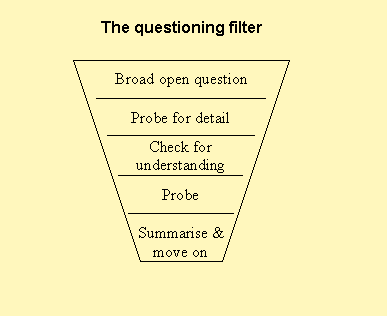 The questioning filter
Broad open question
Probe for detail
Check for
understanding
Probe
Summarise &
move on